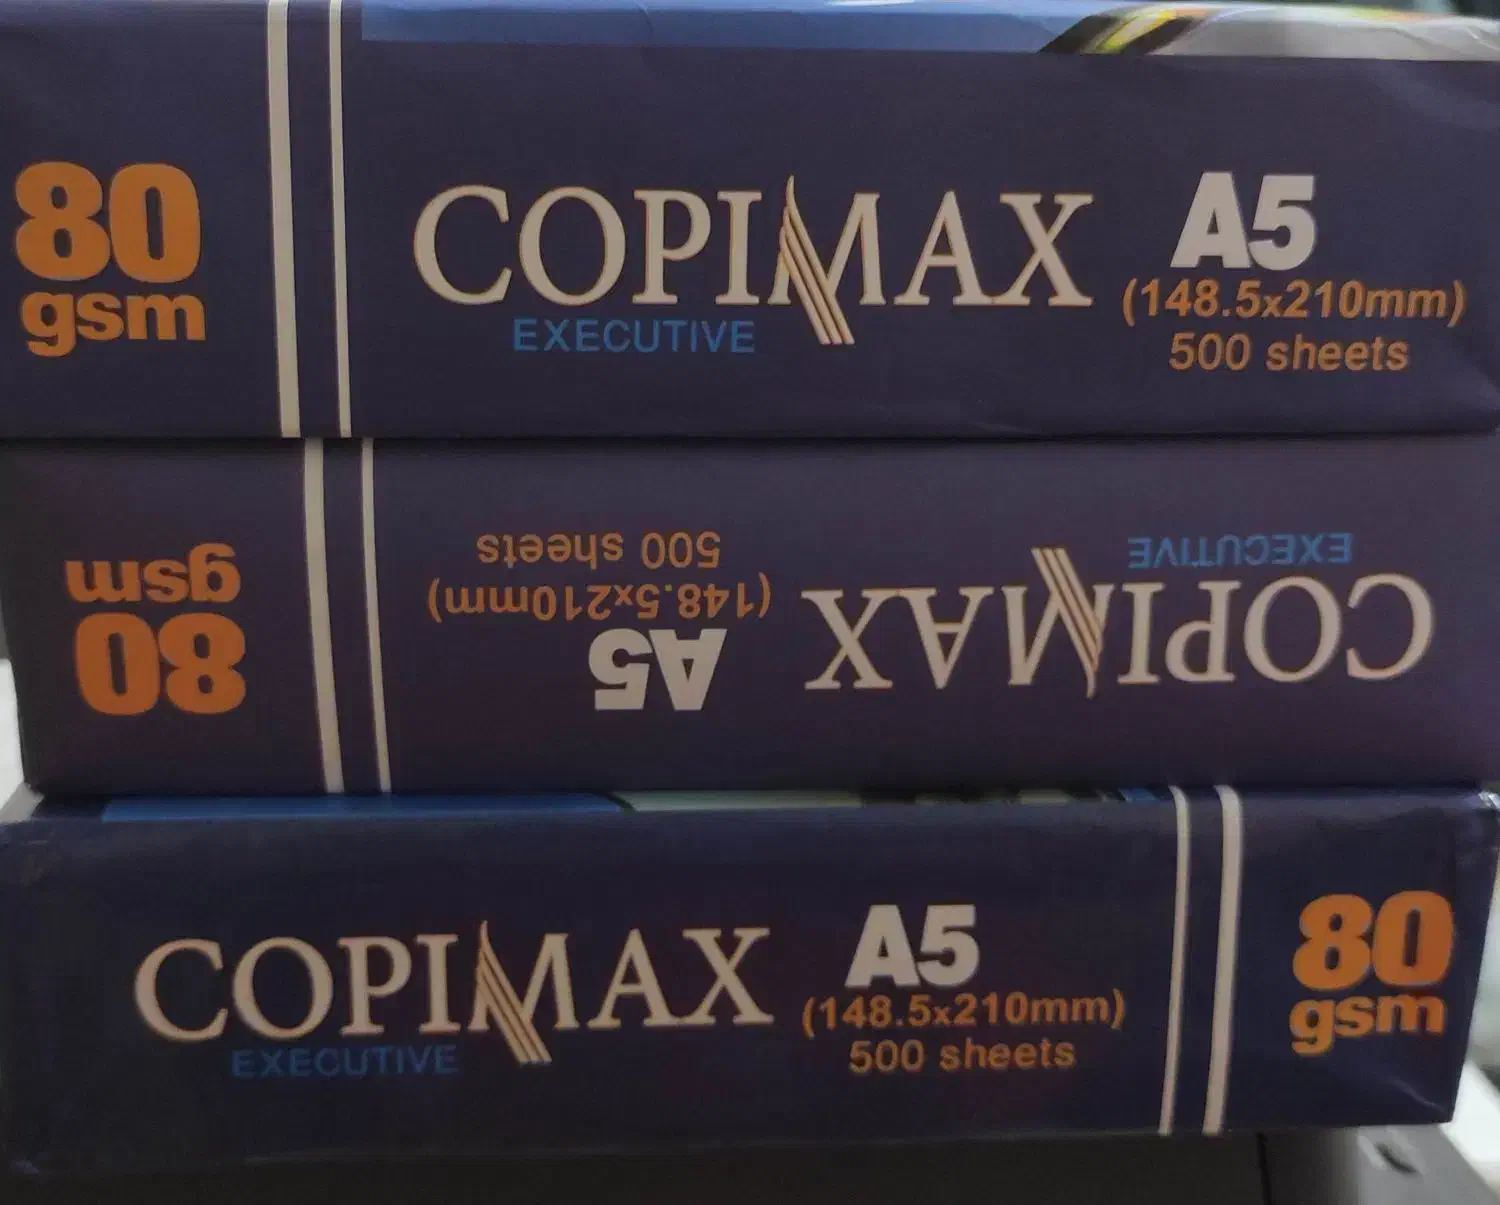 80
gsm
COPIMAX
EXECUTIVE
A5
(148.5x210mm)
500 sheets
80
gsm
COPIMAX
EXECUTIVE
A5
(148.5x210mm)
500 sheets
COPIMAX
EXECUTIVE
A5
(148.5x210mm)
500 sheets
80
gsm